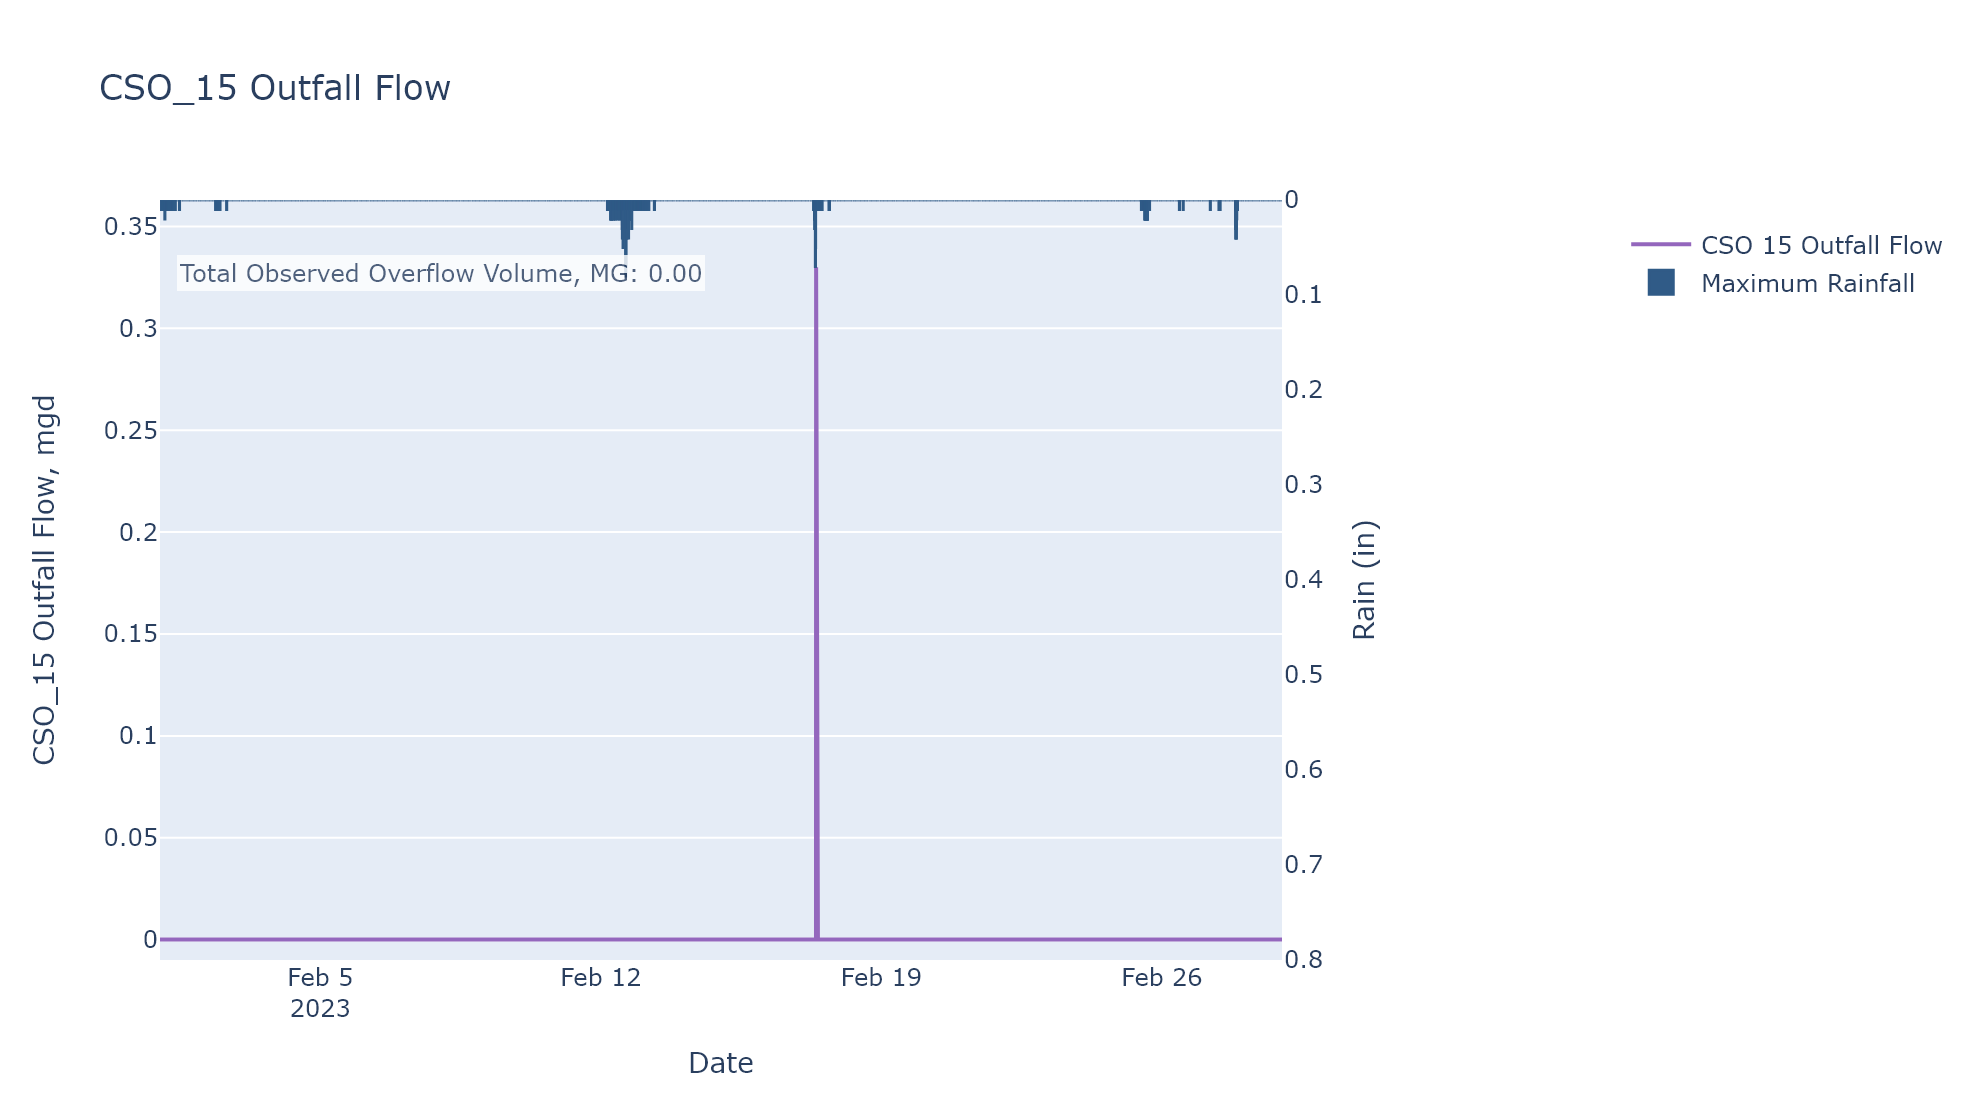 CSO_15 Outfall Flow
CSO 15 Outfall Flow
Maximum Rainfall
Total Observed Overflow Volume, MG: 0.00
CSO_15 Outfall Flow, mgd
0.35
0.3
0.25
0.2
0.15
0.1
0.05
0
0
0.1
0.2
0.3
0.4
0.5
0.6
0.7
0.8
Rain (in)
Feb 5
2023
Feb 12
Feb 19
Feb 26
Date